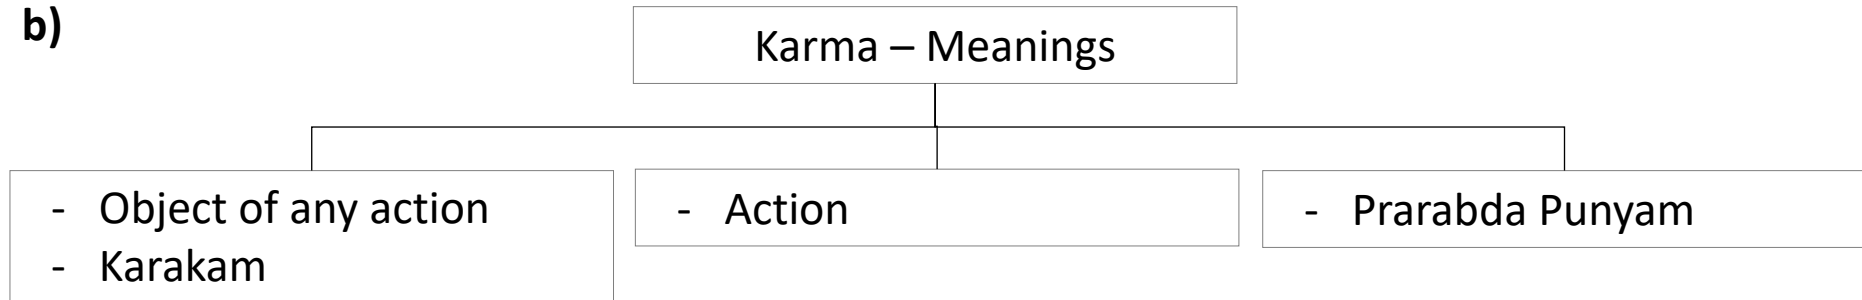 b)
Karma – Meanings
- Object of any action
- Karakam
- Action
- Prarabda Punyam